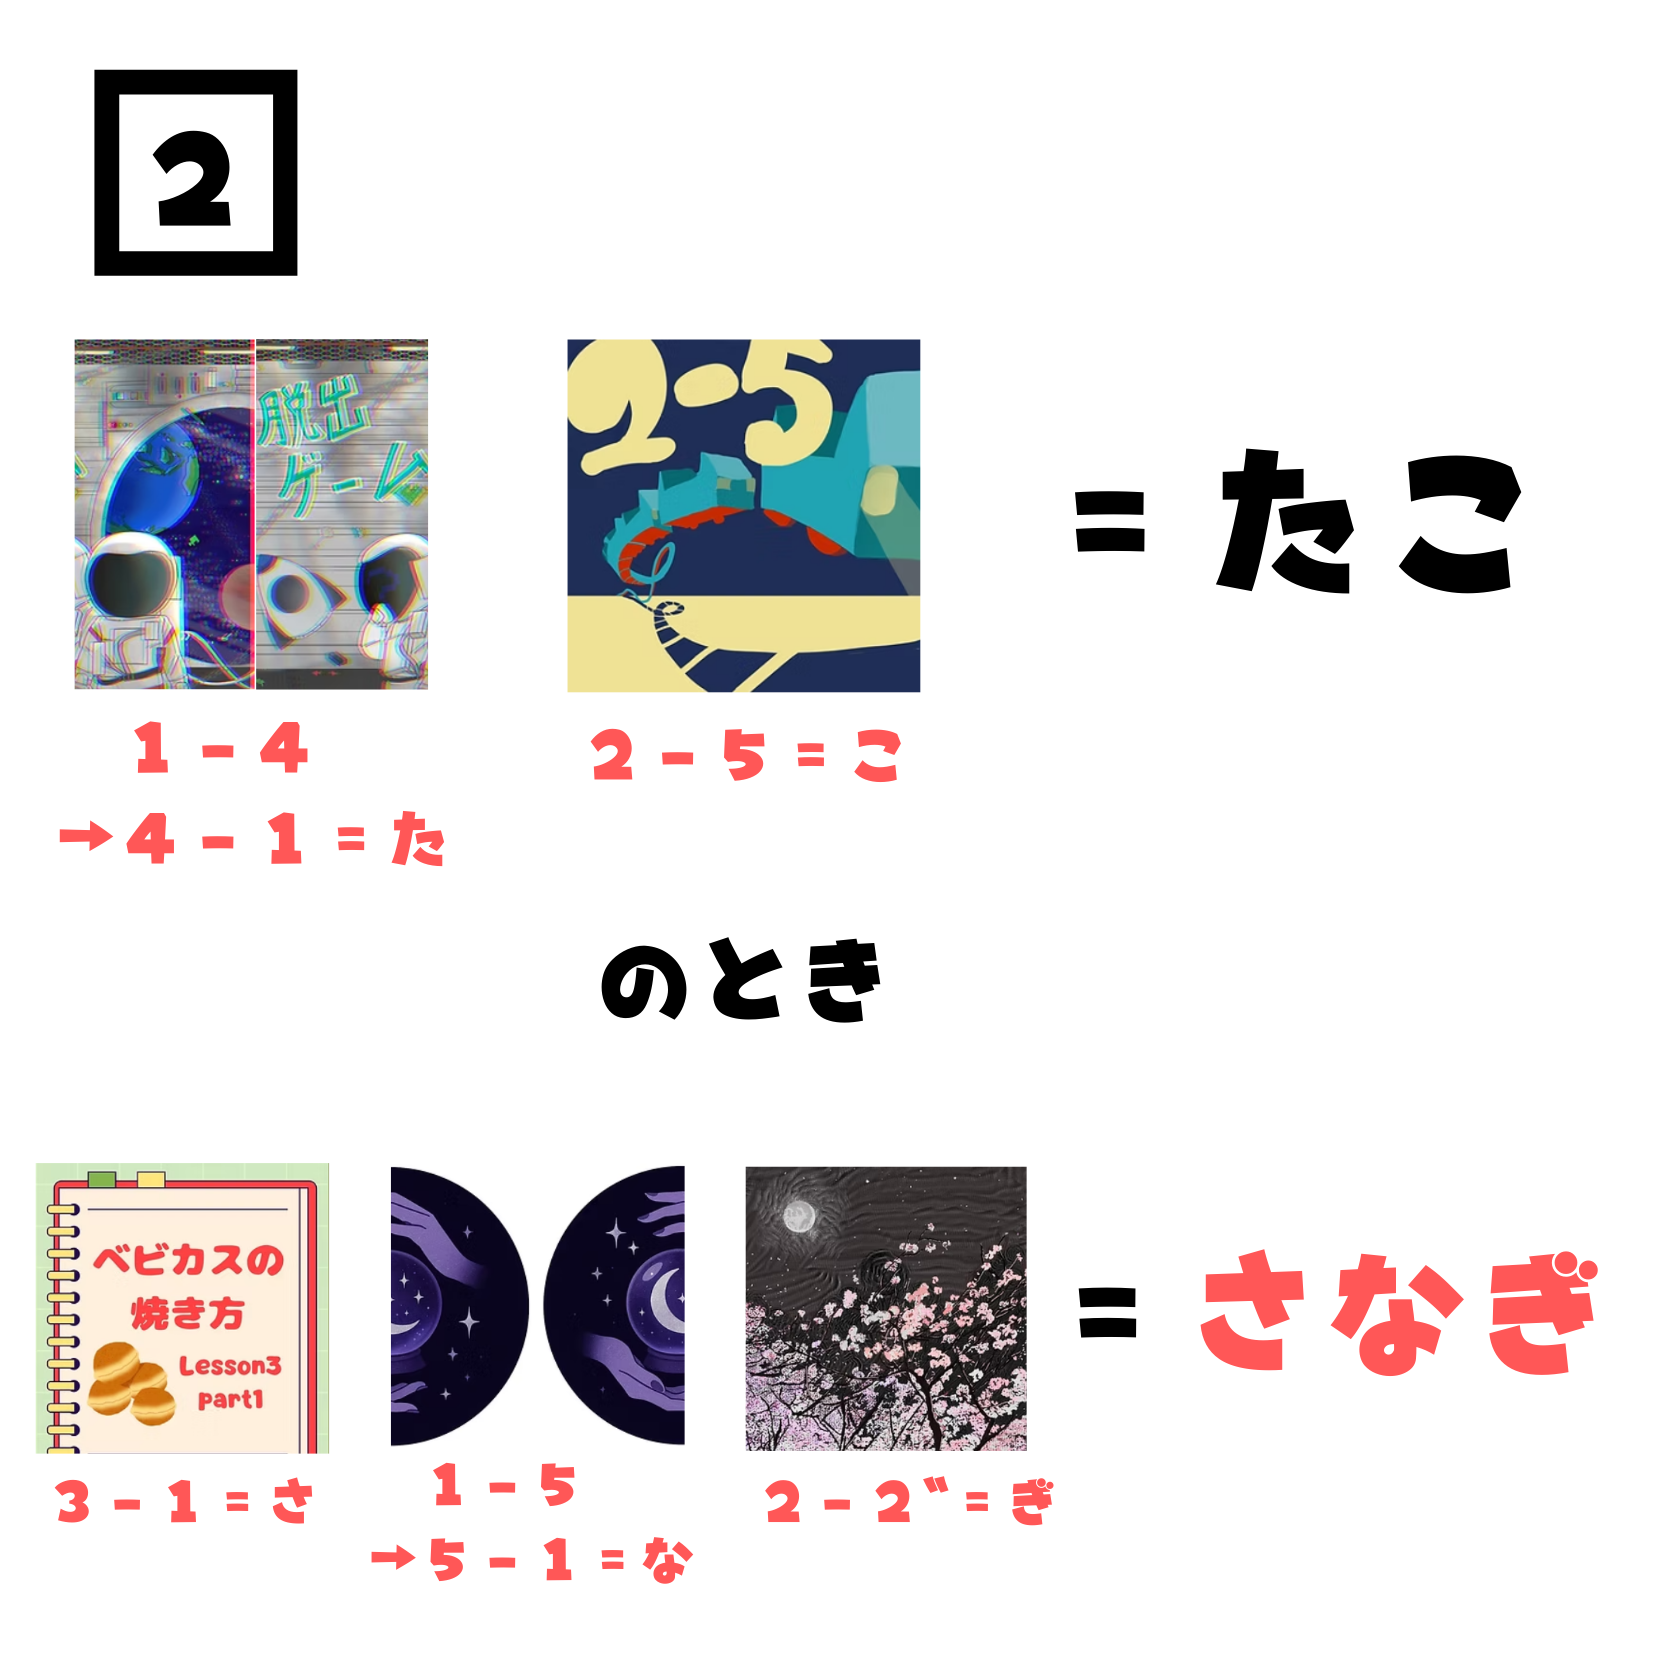 2
脱出
ゲーム
2-5
= たこ
1 - 4
→4 - 1 = た
2 - 5 = こ
のとき
ベビカスの
焼き方
Lesson3
part1
= さなぎ
3 - 1 = さ
1 - 5
→5 - 1 = な
2 - 2゛= ぎ